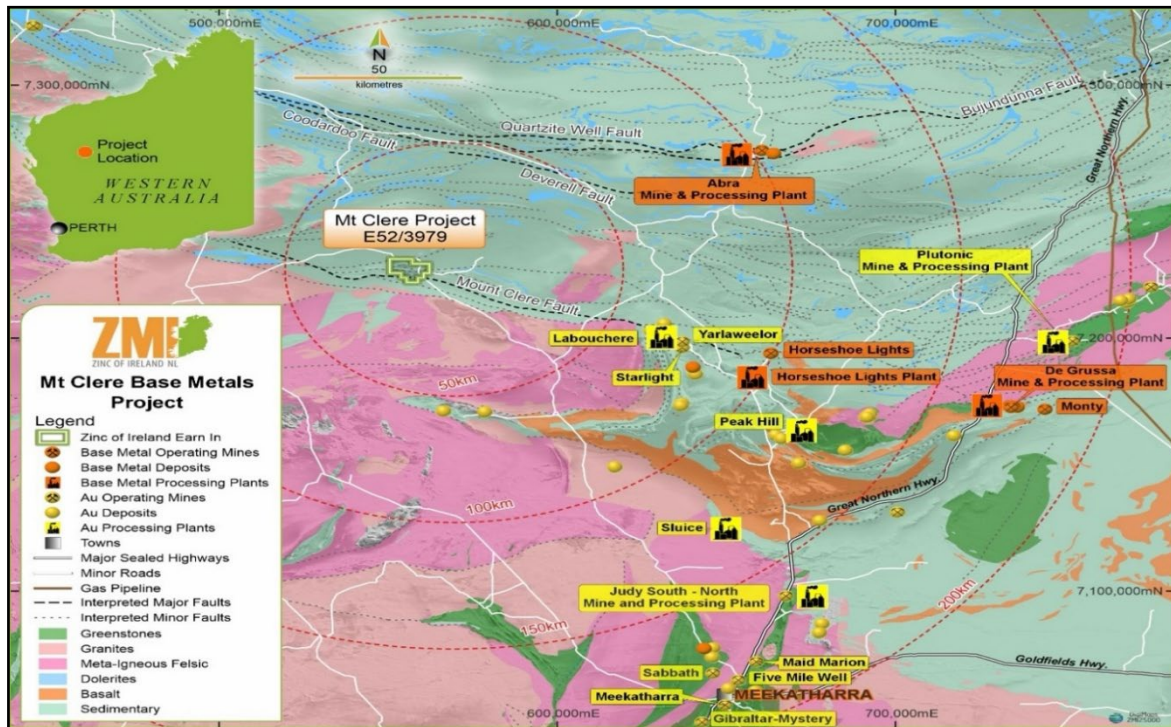 500,000mE
600,000mE
700,000mE
7,300,000mN
7,300,000mN
N
50
kilometres
Project
Location
WESTERN
AUSTRALIA
PERTH
Coodardoo Fault
Quartzite Well Fault
Deverell Fault
Bujundunna Fault
Great Northern Hwy.
Abra
Mine & Processing Plant
Mt Clere Project
E52/3979
Mount Clere Fault
Plutonic
Mine & Processing Plant
7,200,000mN
Labouchere
Yarlaweelor
Starlight
Horseshoe Lights
Horseshoe Lights Plant
De Grussa
Mine & Processing Plant
Monty
Peak Hill
50km
100km
150km
200km
Great Northern Hwy.
Sluice
Judy South - North
Mine and Processing Plant
7,100,000mN
Goldfields Hwy.
Sabbath
Maid Marion
Five Mile Well
Meekatharra
MEEKATHARRA
Gibraltar-Mystery
600,000mE
700,000mE
ZMI
ZINC OF IRELAND NL
Mt Clere Base Metals
Project
Legend
Zinc of Ireland Earn In
Base Metal Operating Mines
Base Metal Deposits
Base Metal Processing Plants
Au Operating Mines
Au Deposits
Au Processing Plants
Towns
Major Sealed Highways
Minor Roads
Gas Pipeline
Interpreted Major Faults
Interpreted Minor Faults
Greenstones
Granites
Meta-Igneous Felsic
Dolerites
Basalt
Sedimentary